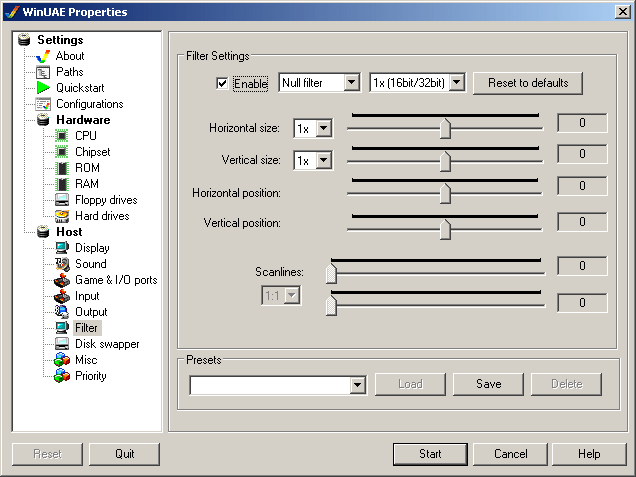 WinUAE Properties
Settings
About
Paths
Quickstart
Configurations
Hardware
CPU
Chipset
ROM
RAM
Floppy drives
Hard drives
Host
Display
Sound
Game & I/O ports
Input
Output
Filter
Disk swapper
Misc
Priority
Filter Settings
Enable Null filter 1x (16bit/32bit) Reset to defaults
Horizontal size: 1x 0
Vertical size: 1x 0
Horizontal position: 0
Vertical position: 0
Scanlines: 0
1:1 0
Presets
Load Save Delete
Reset Quit Start Cancel Help